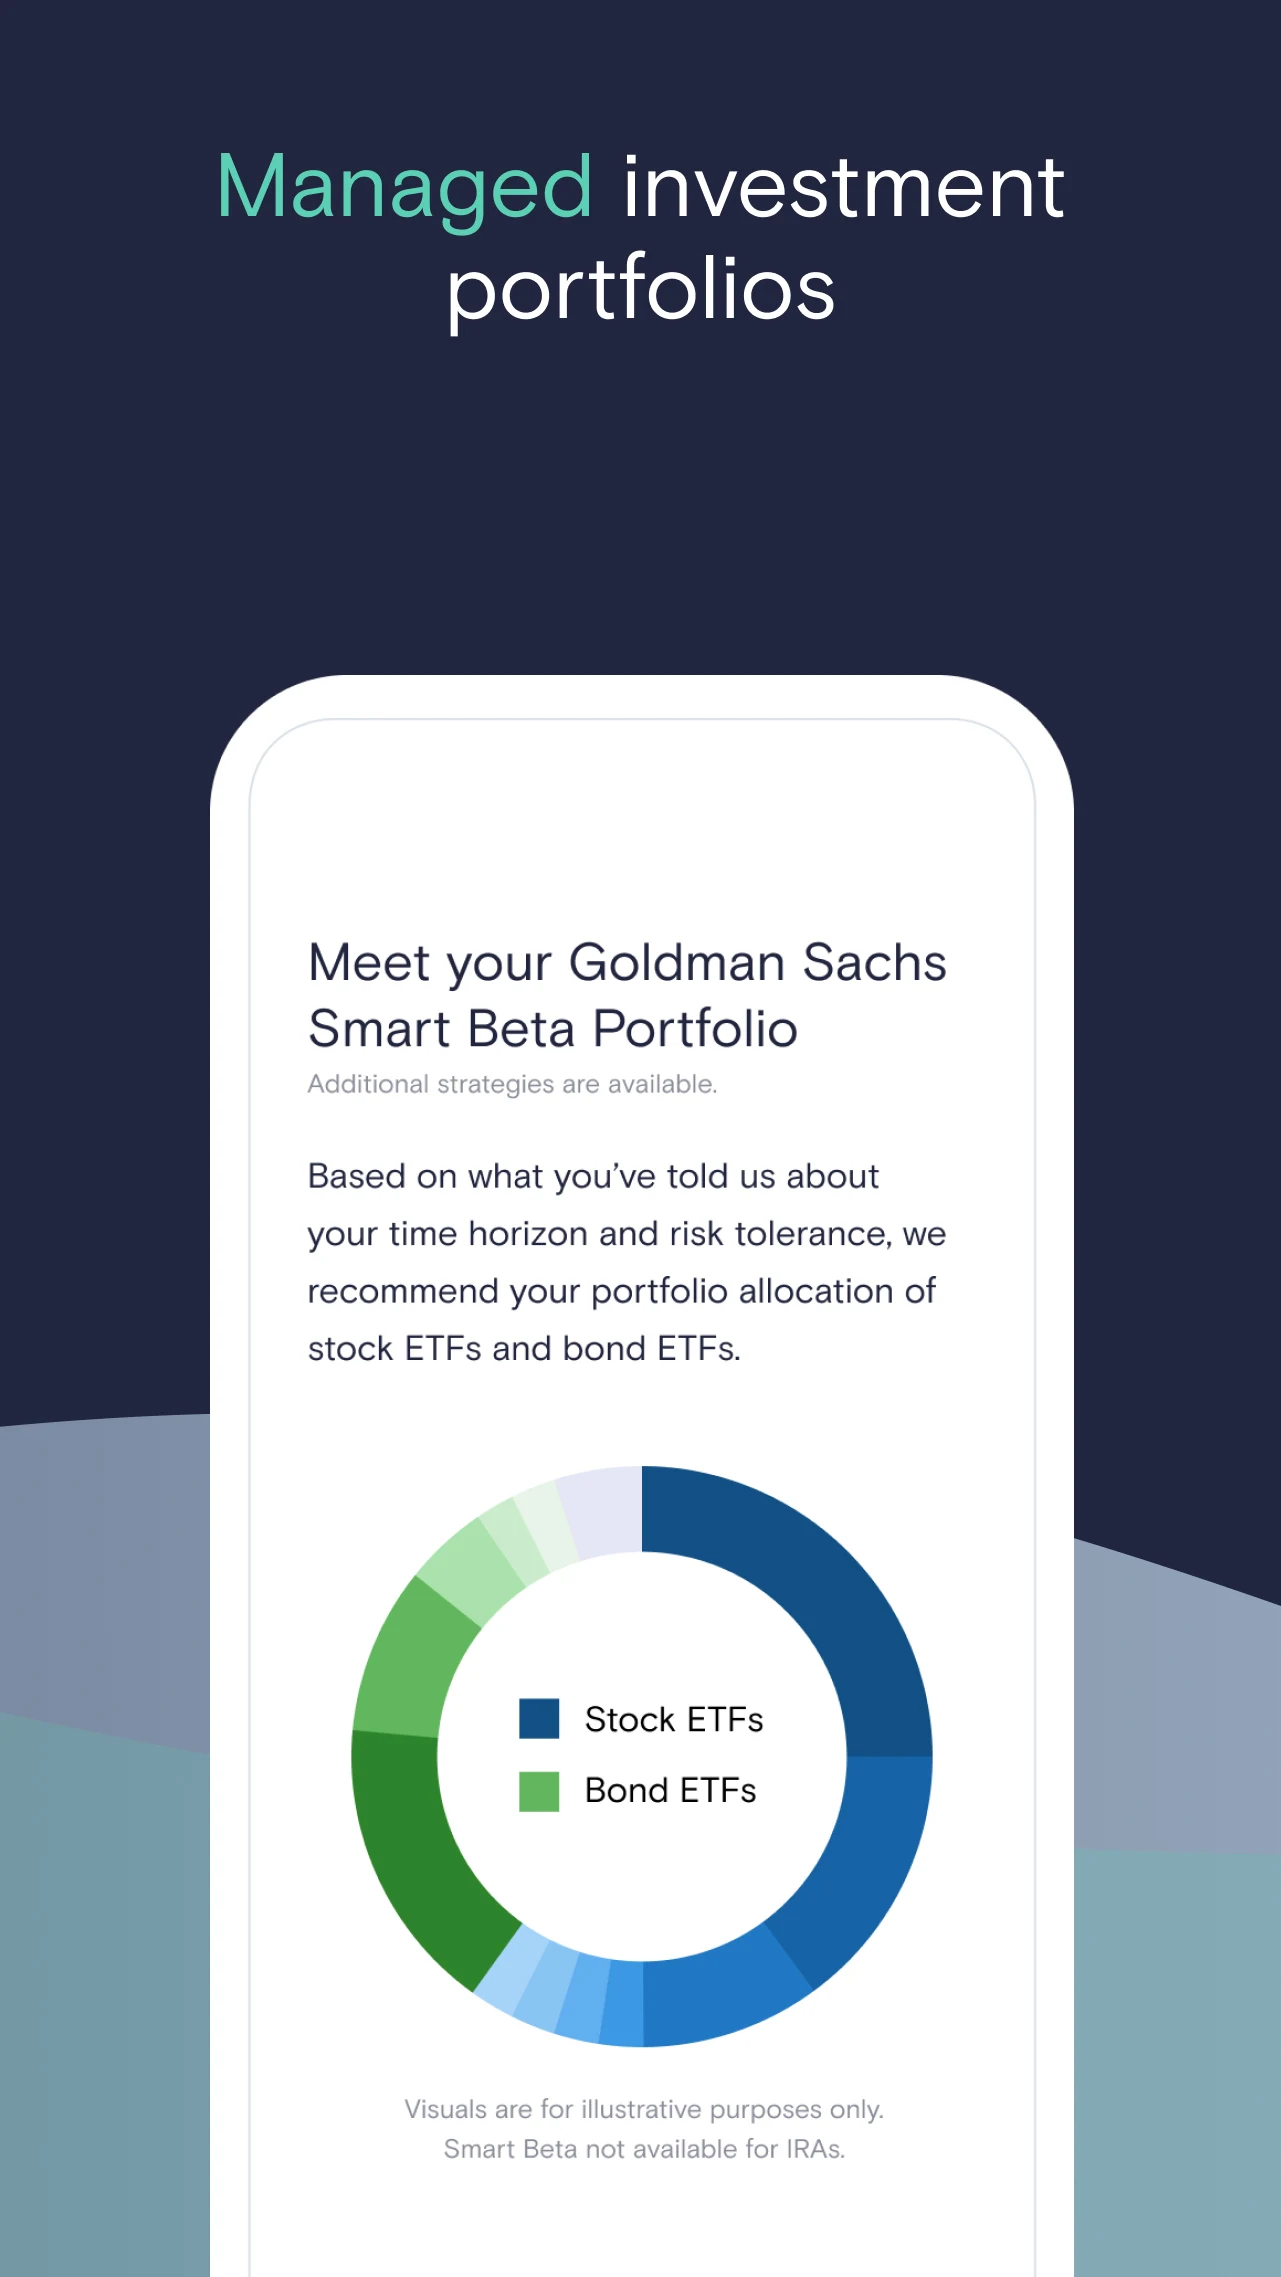 Managed investment
portfolios
Meet your Goldman Sachs
Smart Beta Portfolio
Additional strategies are available.
Based on what you’ve told us about
your time horizon and risk tolerance, we
recommend your portfolio allocation of
stock ETFs and bond ETFs.
Stock ETFs
Bond ETFs
Visuals are for illustrative purposes only.
Smart Beta not available for IRAs.